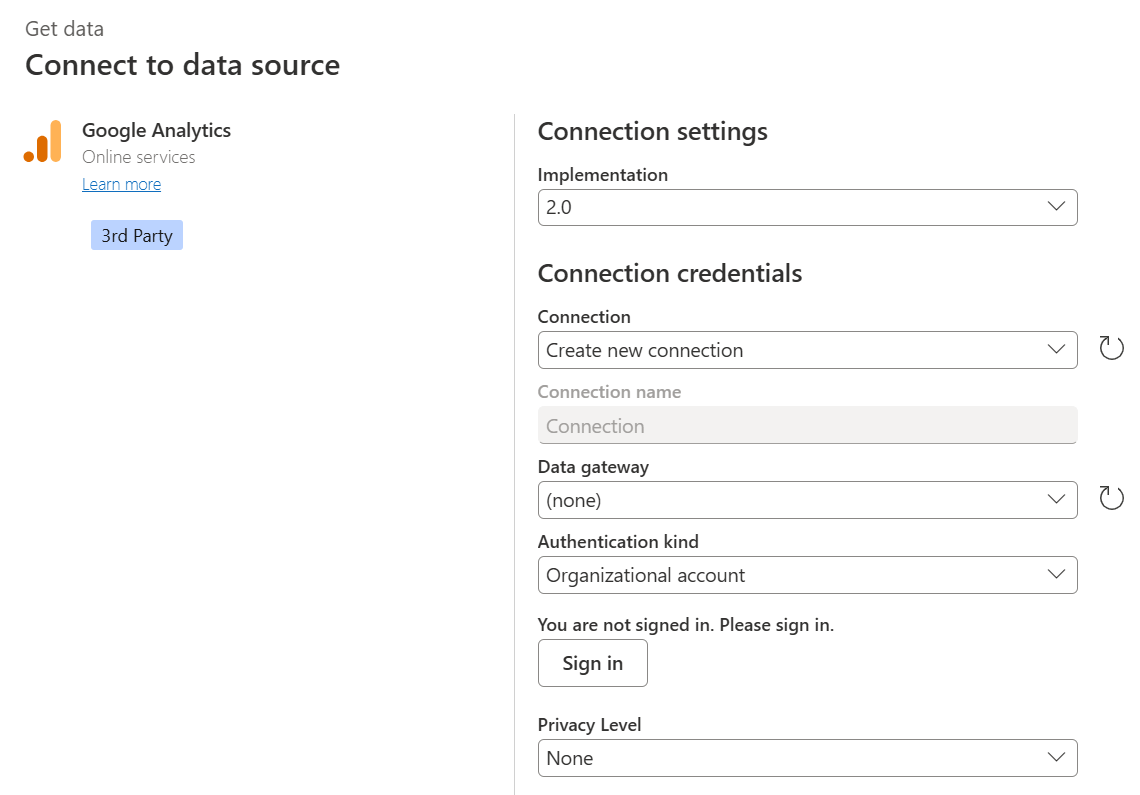 Get data
Connect to data source
Google Analytics
Online services
Learn more
3rd Party
Connection settings
Implementation
2.0
Connection credentials
Connection
Create new connection
Connection name
Connection
Data gateway
(none)
Authentication kind
Organizational account
You are not signed in. Please sign in.
Sign in
Privacy Level
None